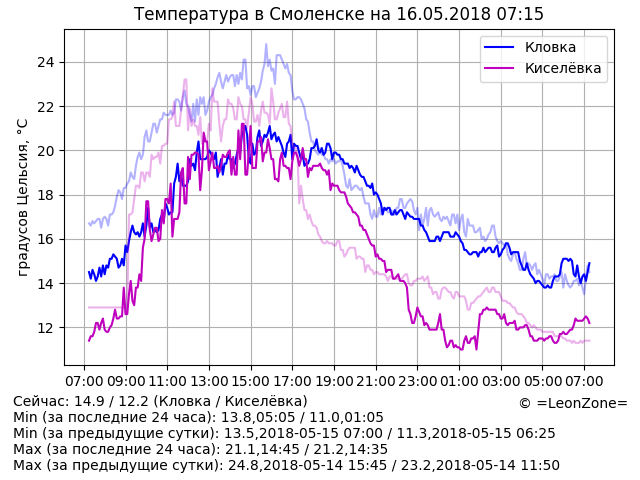 Температура в Смоленске на 16.05.2018 07:15
Кловка
Киселёвка
градусов Цельсия, °C
24
22
20
18
16
14
12
07:00 09:00 11:00 13:00 15:00 17:00 19:00 21:00 23:00 01:00 03:00 05:00 07:00
Сейчас: 14.9 / 12.2 (Кловка / Киселёвка)
© =LeonZone=
Min (за последние 24 часа): 13.8,05:05 / 11.0,01:05
Min (за предыдущие сутки): 13.5,2018-05-15 07:00 / 11.3,2018-05-15 06:25
Max (за последние 24 часа): 21.1,14:45 / 21.2,14:35
Max (за предыдущие сутки): 24.8,2018-05-14 15:45 / 23.2,2018-05-14 11:50